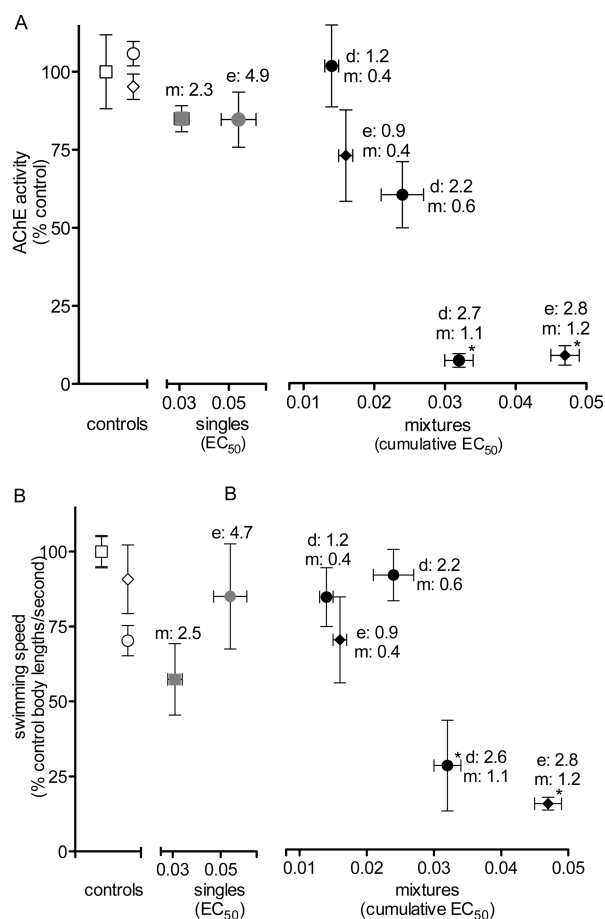 A
AChE activity
(% control)
100
75
50
25
0
m: 2.3
e: 4.9
d: 1.2
m: 0.4
e: 0.9
m: 0.4
d: 2.2
m: 0.6
d: 2.7
m: 1.1
*
e: 2.8
m: 1.2
*
0.03 0.05
0.01 0.02 0.03 0.04 0.05
controls
singles
(EC50)
mixtures
(cumulative EC50)
B
B
swimming speed
(% control body lengths/second)
100
75
50
25
0
m: 2.5
e: 4.7
d: 1.2
m: 0.4
e: 0.9
m: 0.4
d: 2.2
m: 0.6
* d: 2.6
m: 1.1
e: 2.8
m: 1.2
*
0.03 0.05
0.01 0.02 0.03 0.04 0.05
controls
singles
(EC50)
mixtures
(cumulative EC50)